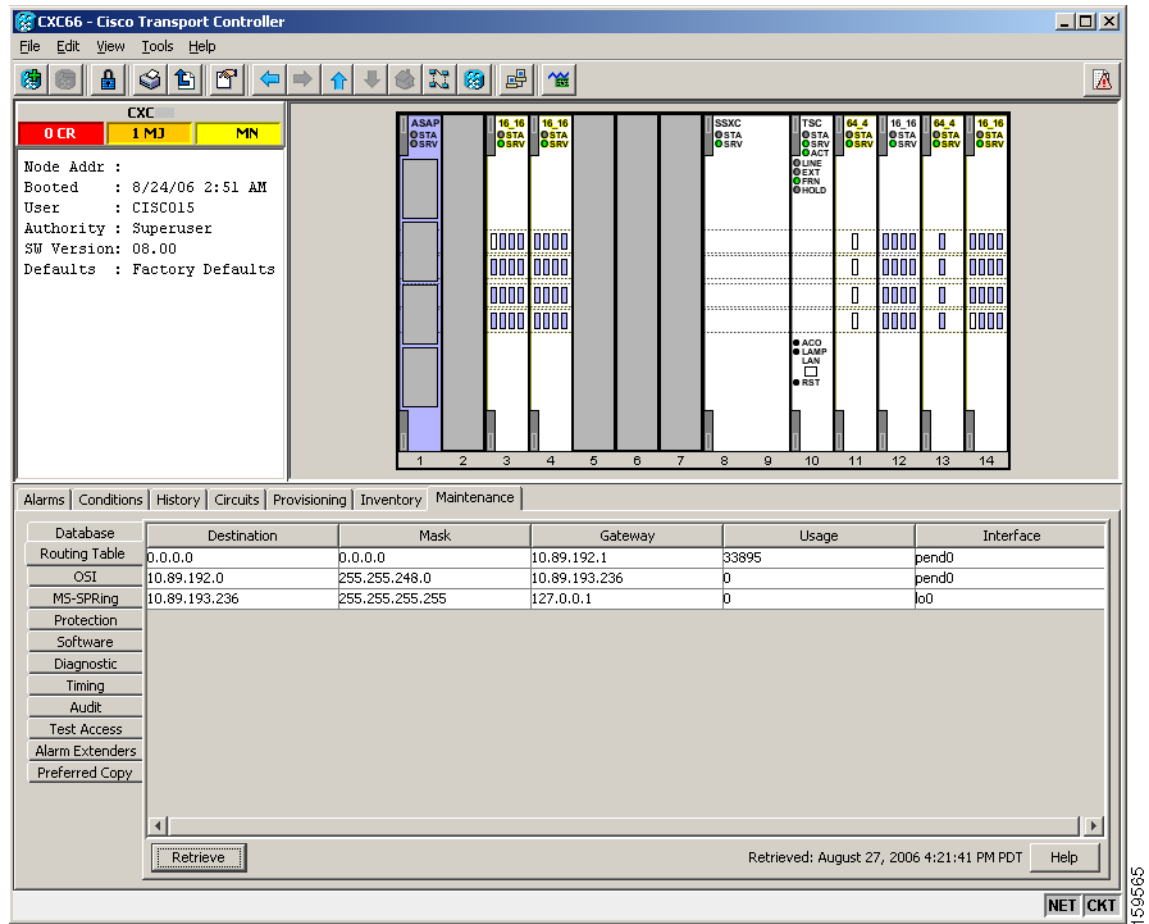 CXC66 - Cisco Transport Controller
File Edit View Tools Help
CXC
0 CR 1 MJ MN
Node Addr :
Booted : 8/24/06 2:51 AM
User : CISCO15
Authority : Superuser
SW Version: 08.00
Defaults : Factory Defaults
ASAP
STA
SRV
16_16
STA
SRV
16_16
STA
SRV
SSXC
STA
SRV
TSC
STA
SRV
ACT
LINE
EXT
FRN
HOLD
ACO
LAMP
LAN
RST
64_4
STA
SRV
16_16
STA
SRV
64_4
STA
SRV
16_16
STA
SRV
1 2 3 4 5 6 7 8 9 10 11 12 13 14
Alarms Conditions History Circuits Provisioning Inventory Maintenance
Database
Routing Table
OSI
MS-SPRing
Protection
Software
Diagnostic
Timing
Audit
Test Access
Alarm Extenders
Preferred Copy
Destination Mask Gateway Usage Interface
0.0.0.0 0.0.0.0 10.89.192.1 33895 pend0
10.89.192.0 255.255.248.0 10.89.193.236 0 pend0
10.89.193.236 255.255.255.255 127.0.0.1 0 lo0
Retrieve
Retrieved: August 27, 2006 4:21:41 PM PDT
Help
NET CKT
159565